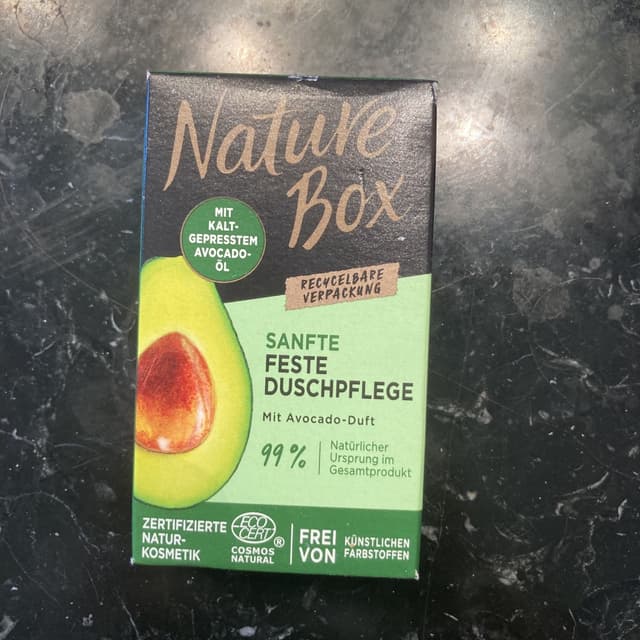 Nature
Box
MIT
KALT-
GEPRESSTEM
AVOCADO-
ÖL
RECYCELBARE
VERPACKUNG
SANFTE
FESTE
DUSCHPFLEGE
Mit Avocado-Duft
99%
Natürlicher
Ursprung im
Gesamtprodukt
ZERTIFIZIERTE
NATUR-
KOSMETIK
ECO
CERT
®
COSMOS
NATURAL
FREI
VON
KÜNSTLICHEN
FARBSTOFFEN